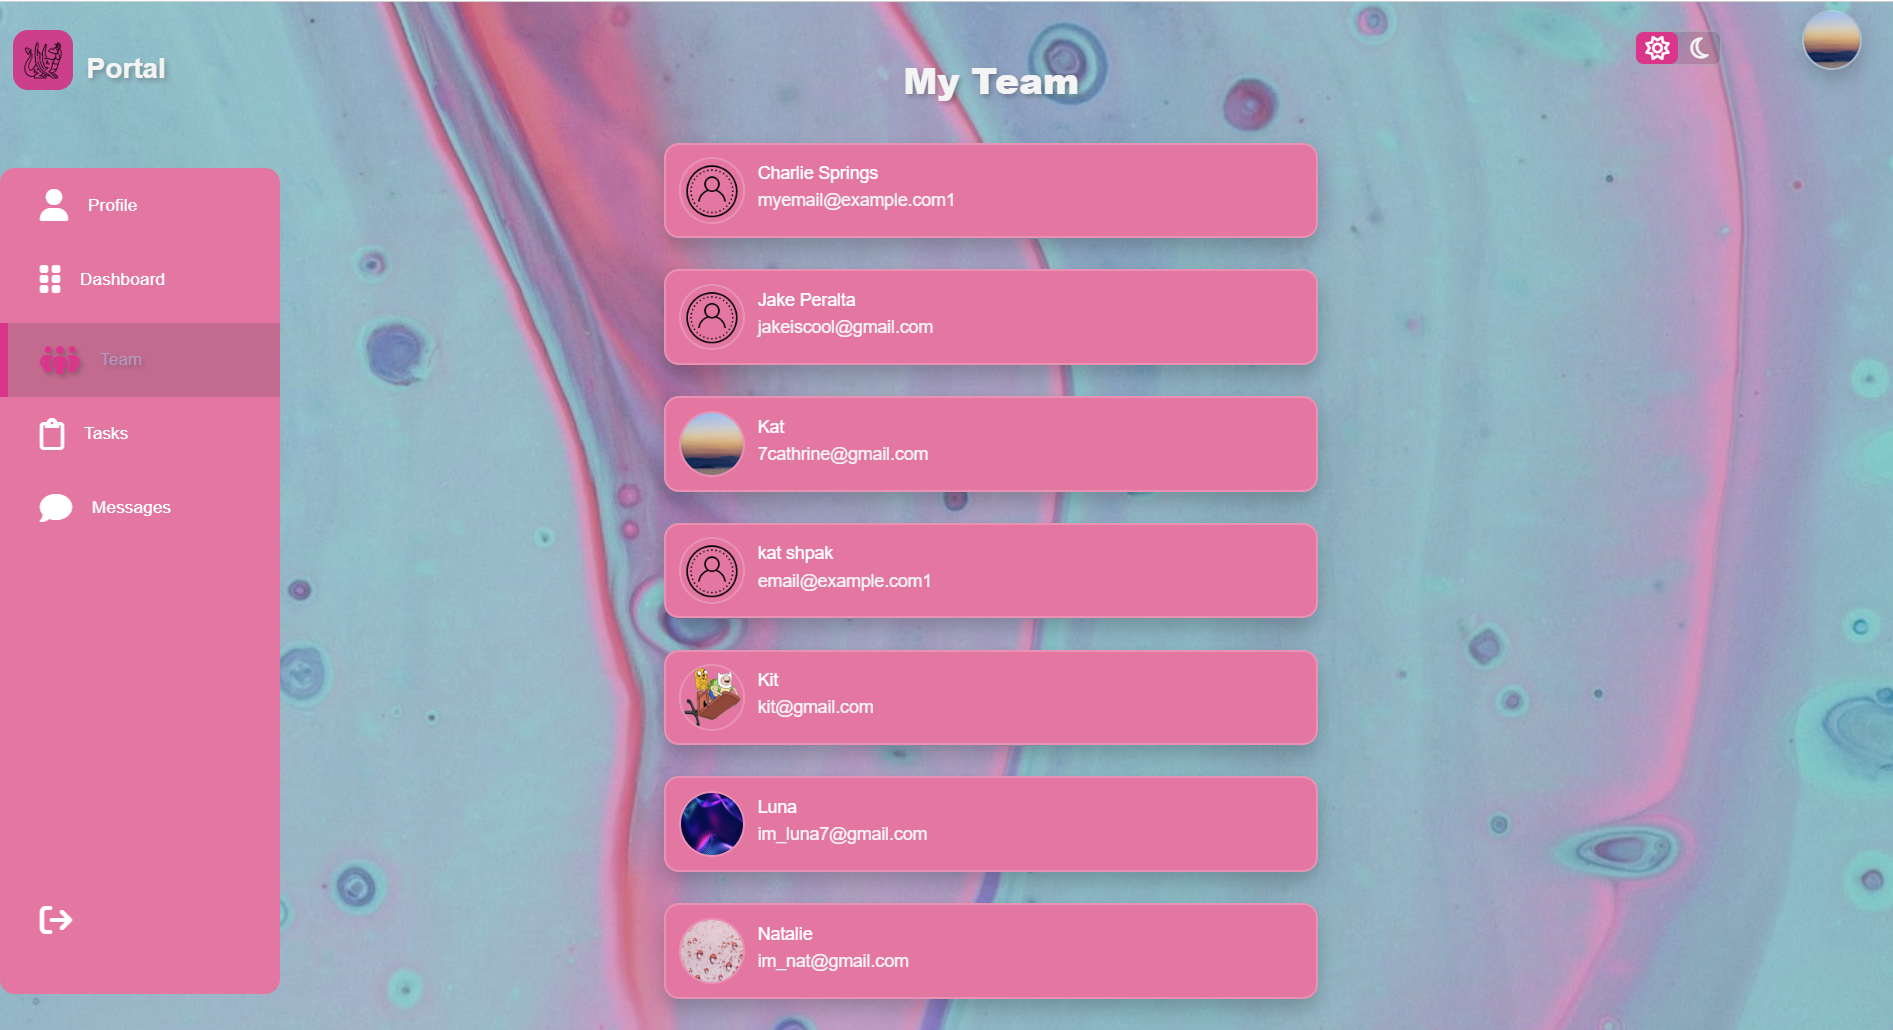 Portal
My Team
Profile
Dashboard
Team
Tasks
Messages
Charlie Springs
myemail@example.com1
Jake Peralta
jakeiscool@gmail.com
Kat
7cathrine@gmail.com
kat shpak
email@example.com1
Kit
kit@gmail.com
Luna
im_luna7@gmail.com
Natalie
im_nat@gmail.com